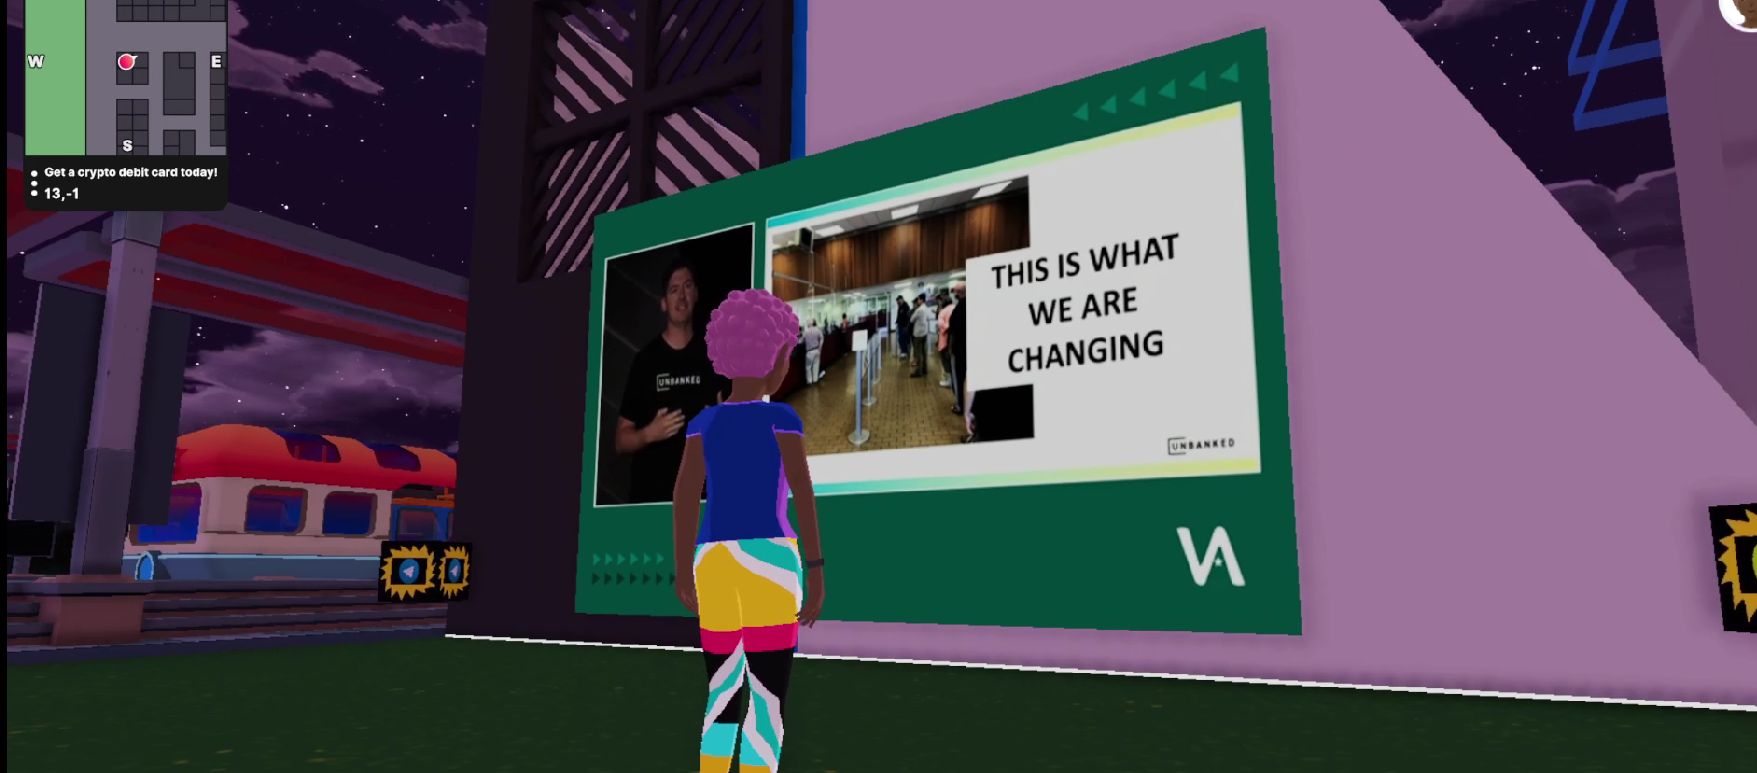 W
E
S
Get a crypto debit card today!
13,-1
UNBANKED
THIS IS WHAT
WE ARE
CHANGING
UNBANKED